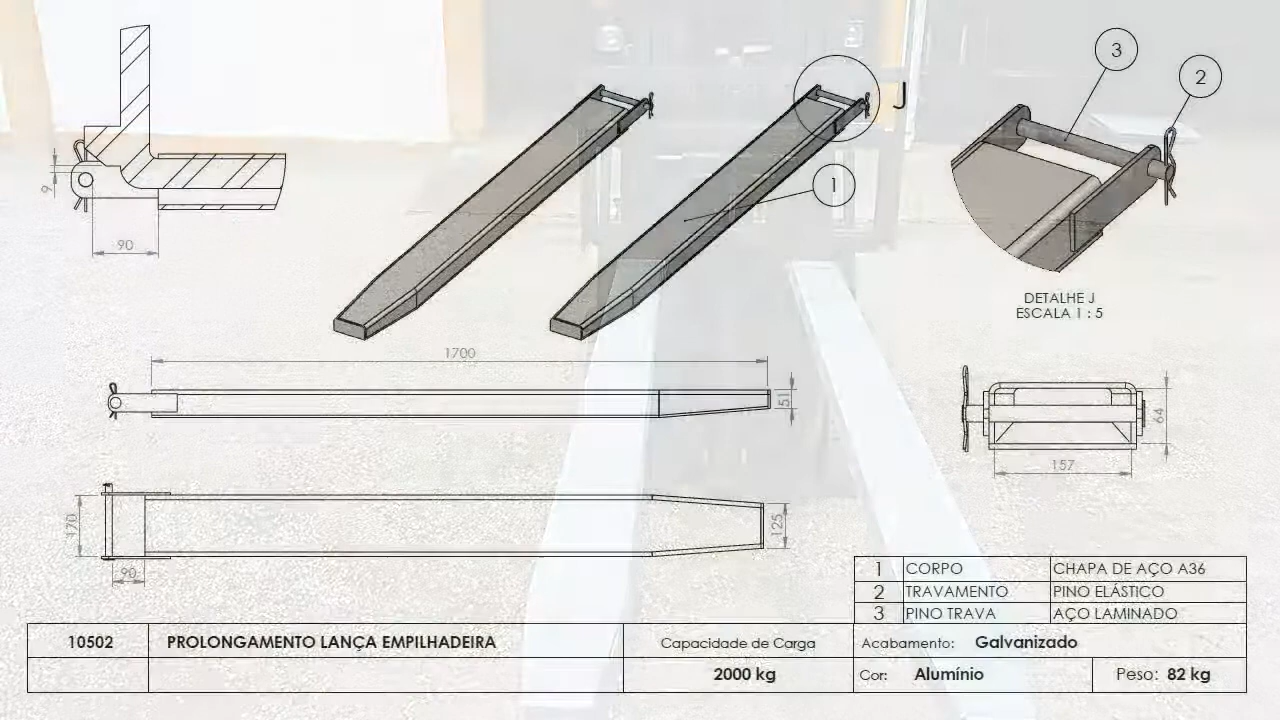 3
2
1
9
90
DETALHE J
ESCALA 1 : 5
1700
51
64
157
170
90
125
1 CORPO CHAPA DE AÇO A36
2 TRAVAMENTO PINO ELÁSTICO
3 PINO TRAVA AÇO LAMINADO
10502 PROLONGAMENTO LANÇA EMPILHADEIRA Capacidade de Carga Acabamento: Galvanizado
2000 kg Cor: Alumínio Peso: 82 kg